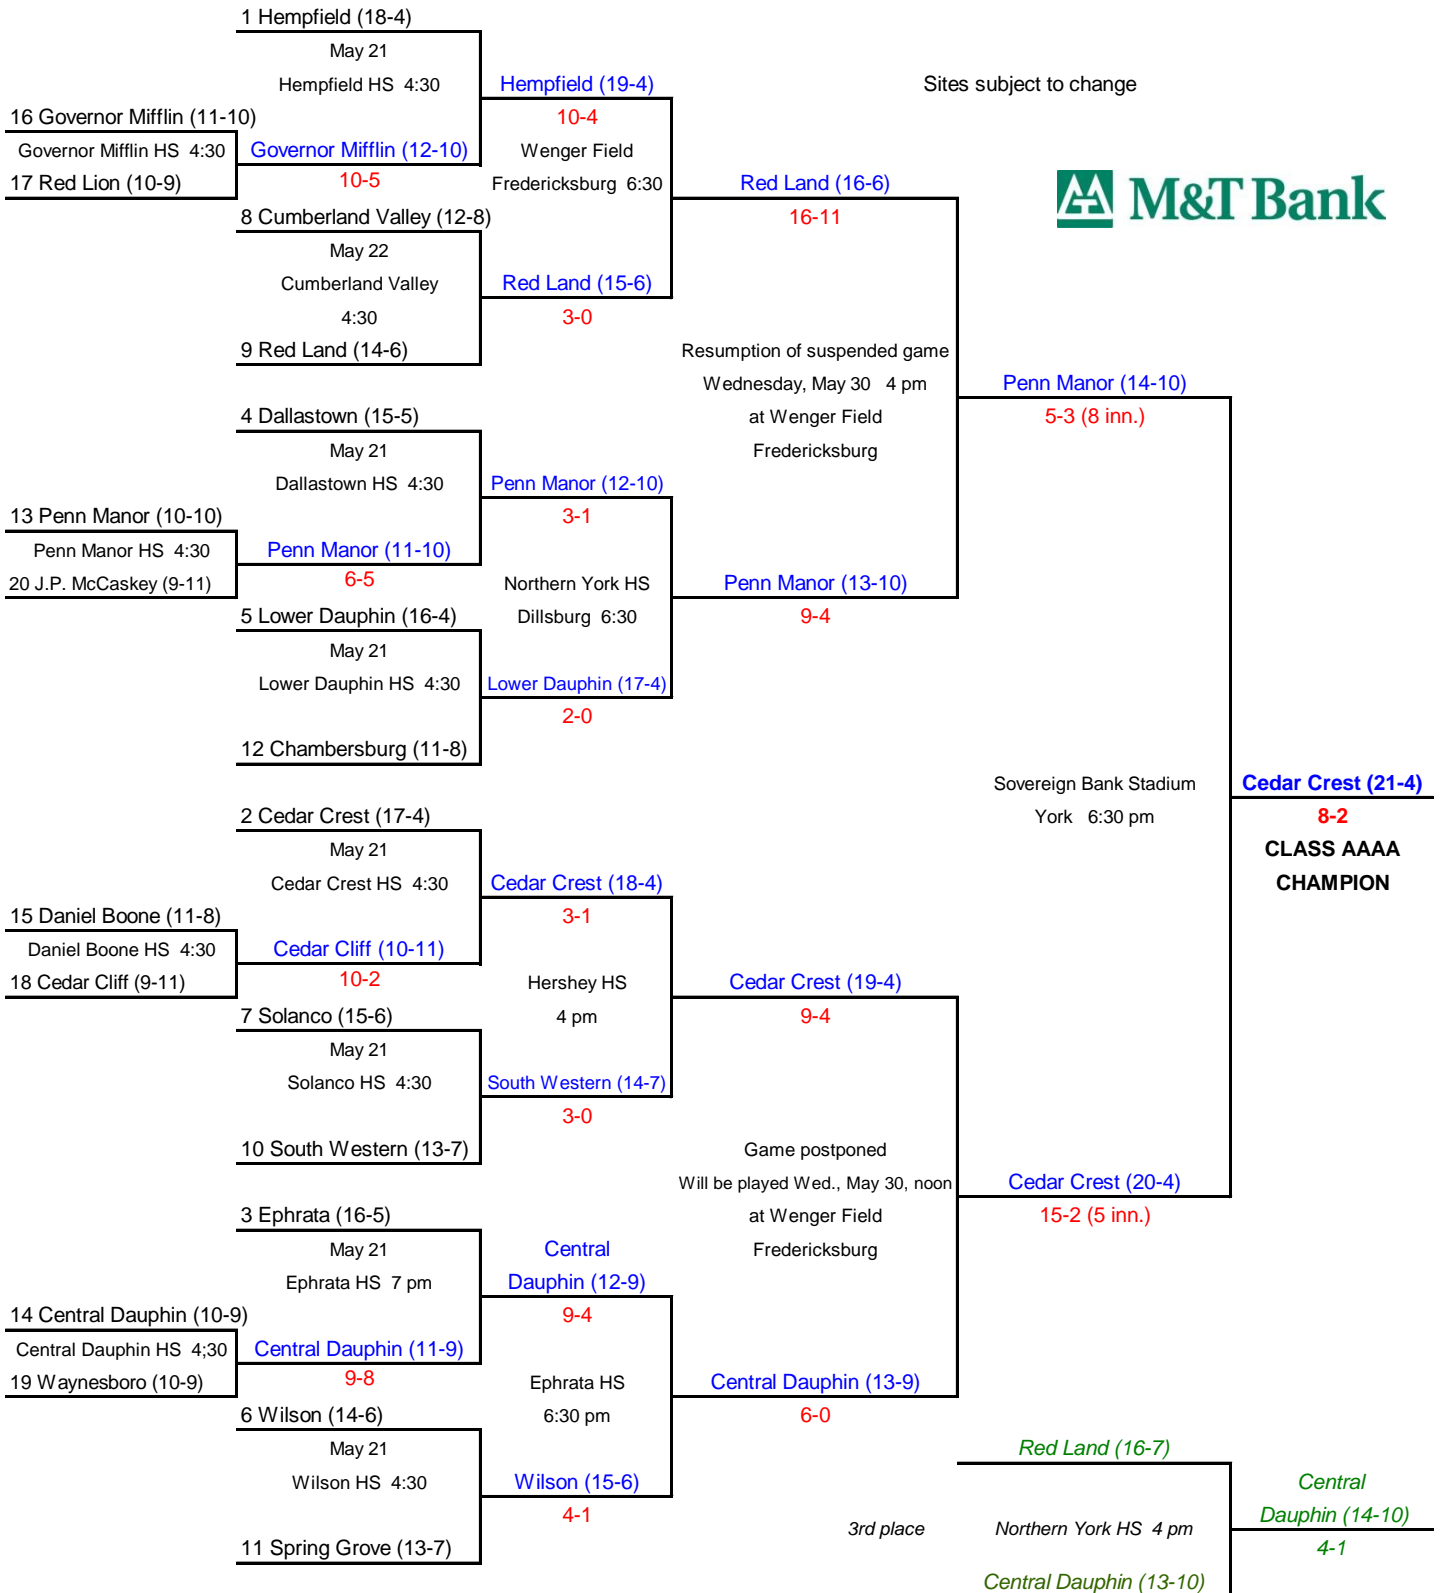 1 Hempfield (18-4)
May 21
Hempfield HS 4:30
16 Governor Mifflin (11-10)
Governor Mifflin HS 4:30
17 Red Lion (10-9)
Governor Mifflin (12-10)
10-5
8 Cumberland Valley (12-8)
May 22
Cumberland Valley
4:30
9 Red Land (14-6)
Hempfield (19-4)
10-4
Wenger Field
Fredericksburg 6:30
Red Land (15-6)
3-0
Red Land (16-6)
16-11
Sites subject to change
M&T Bank
4 Dallastown (15-5)
May 21
Dallastown HS 4:30
13 Penn Manor (10-10)
Penn Manor HS 4:30
20 J.P. McCaskey (9-11)
Penn Manor (11-10)
6-5
5 Lower Dauphin (16-4)
May 21
Lower Dauphin HS 4:30
12 Chambersburg (11-8)
Penn Manor (12-10)
3-1
Northern York HS
Dillsburg 6:30
Lower Dauphin (17-4)
2-0
Penn Manor (13-10)
9-4
Resumption of suspended game
Wednesday, May 30 4 pm
at Wenger Field
Fredericksburg
Penn Manor (14-10)
5-3 (8 inn.)
2 Cedar Crest (17-4)
May 21
Cedar Crest HS 4:30
15 Daniel Boone (11-8)
Daniel Boone HS 4:30
18 Cedar Cliff (9-11)
Cedar Cliff (10-11)
10-2
7 Solanco (15-6)
May 21
Solanco HS 4:30
10 South Western (13-7)
Cedar Crest (18-4)
3-1
Hershey HS
4 pm
South Western (14-7)
3-0
Cedar Crest (19-4)
9-4
3 Ephrata (16-5)
May 21
Ephrata HS 7 pm
14 Central Dauphin (10-9)
Central Dauphin HS 4;30
19 Waynesboro (10-9)
Central Dauphin (11-9)
9-8
6 Wilson (14-6)
May 21
Wilson HS 4:30
11 Spring Grove (13-7)
Central
Dauphin (12-9)
9-4
Ephrata HS
6:30 pm
Wilson (15-6)
4-1
Central Dauphin (13-9)
6-0
Game postponed
Will be played Wed., May 30, noon
at Wenger Field
Fredericksburg
Cedar Crest (20-4)
15-2 (5 inn.)
Sovereign Bank Stadium
York 6:30 pm
Cedar Crest (21-4)
8-2
CLASS AAAA
CHAMPION
3rd place
Red Land (16-7)
Northern York HS 4 pm
Central Dauphin (13-10)
Central
Dauphin (14-10)
4-1